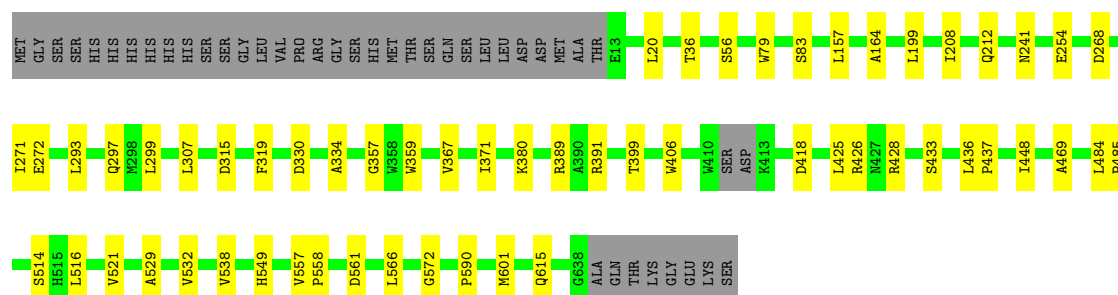 MET GLY SER SER HIS HIS HIS HIS HIS HIS SER SER GLY LEU VAL PRO ARG GLY SER HIS MET THR SER GLN SER LEU LEU ASP ASP MET ALA THR E13 L20 T36 S56 W79 S83 L157 A164 L199 I208 Q212 N241 E254 D268
I271 E272 L293 Q297 M298 L299 L307 D315 F319 D330 A334 G357 W358 W359 V367 I371 K380 R389 A390 R391 T399 W406 W410 SER ASP K413 D418 L425 R426 N427 R428 S433 L436 P437 I448 A469 L484 R485
S514 H515 L516 V521 A529 V532 V538 H549 V557 P558 D561 L566 G572 P590 M601 Q615 G638 ALA GLN THR LYS GLY GLU LYS SER